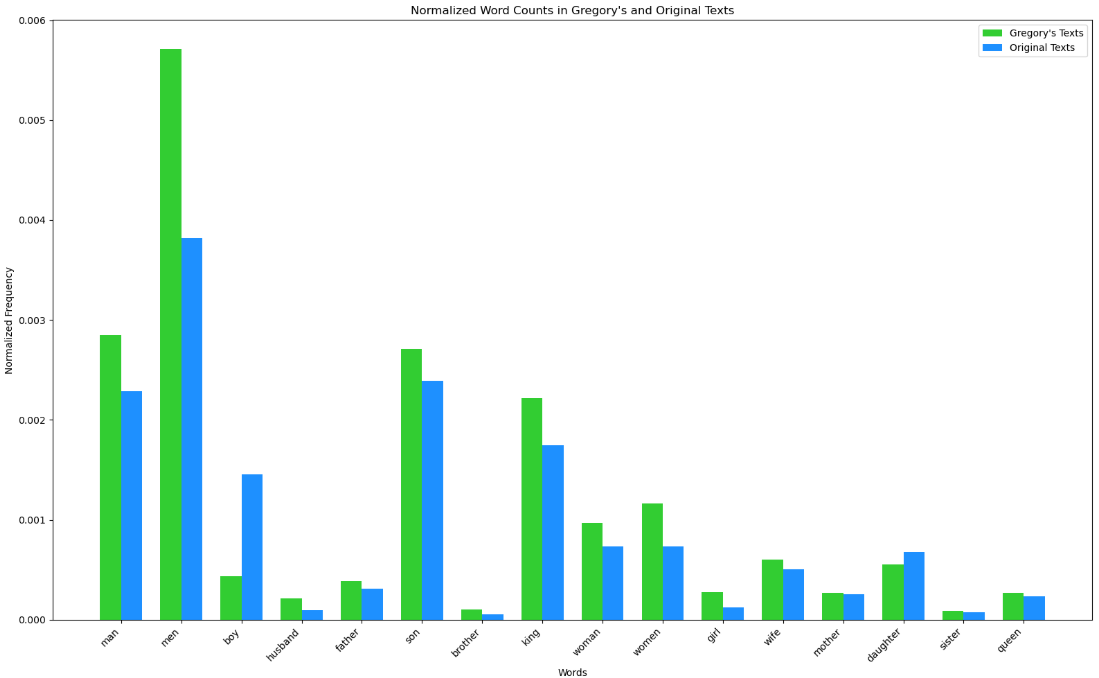 Normalized Word Counts in Gregory's and Original Texts
Gregory's Texts
Original Texts
Normalized Frequency
0.006
0.005
0.004
0.003
0.002
0.001
0.000
man
men
boy
husband
father
son
brother
king
woman
women
girl
wife
mother
daughter
sister
queen
Words